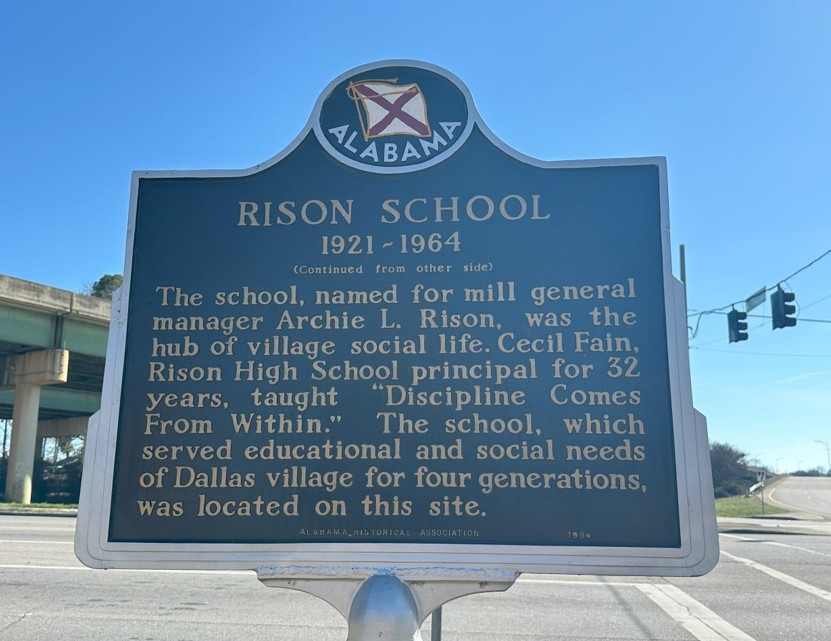 ALABAMA
RISON SCHOOL
1921~1964
(Continued from other side)
The school, named for mill general
manager Archie L. Rison, was the
hub of village social life. Cecil Fain,
Rison High School principal for 32
years, taught “Discipline Comes
From Within.” The school, which
served educational and social needs
of Dallas village for four generations,
was located on this site.
ALABAMA HISTORICAL ASSOCIATION 1994